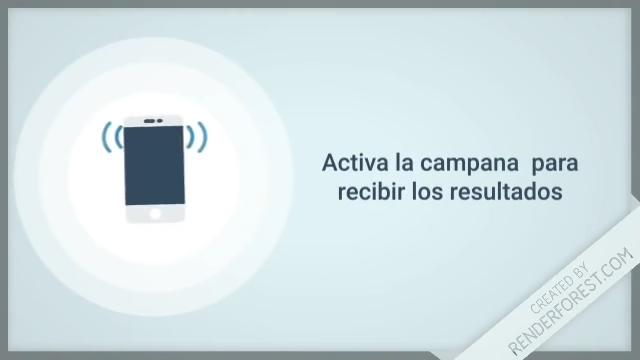 Activa la campana  para
recibir los resultados
CREATED BY
RENDERFOREST.COM